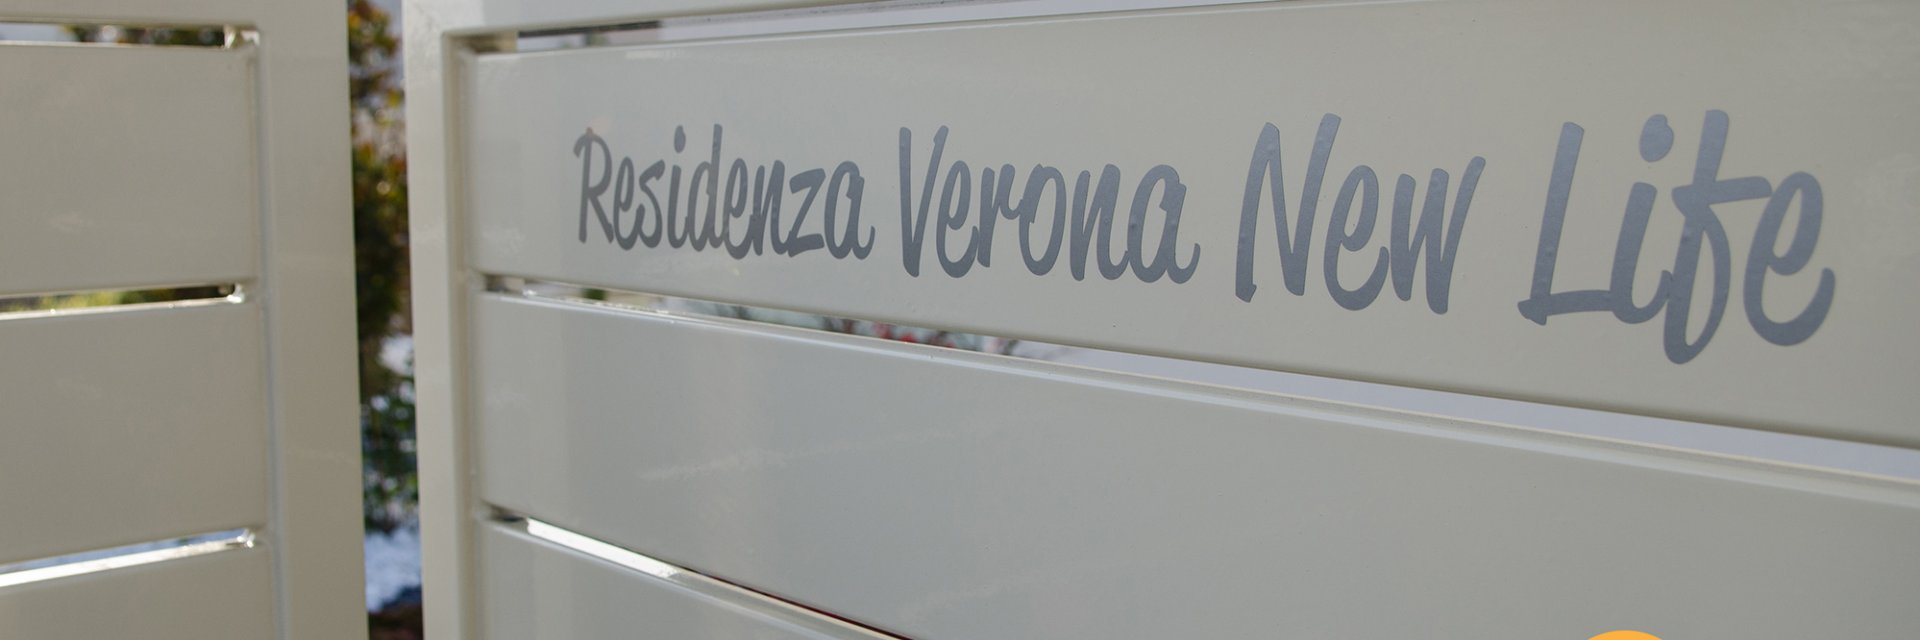 Residenza Verona New Life